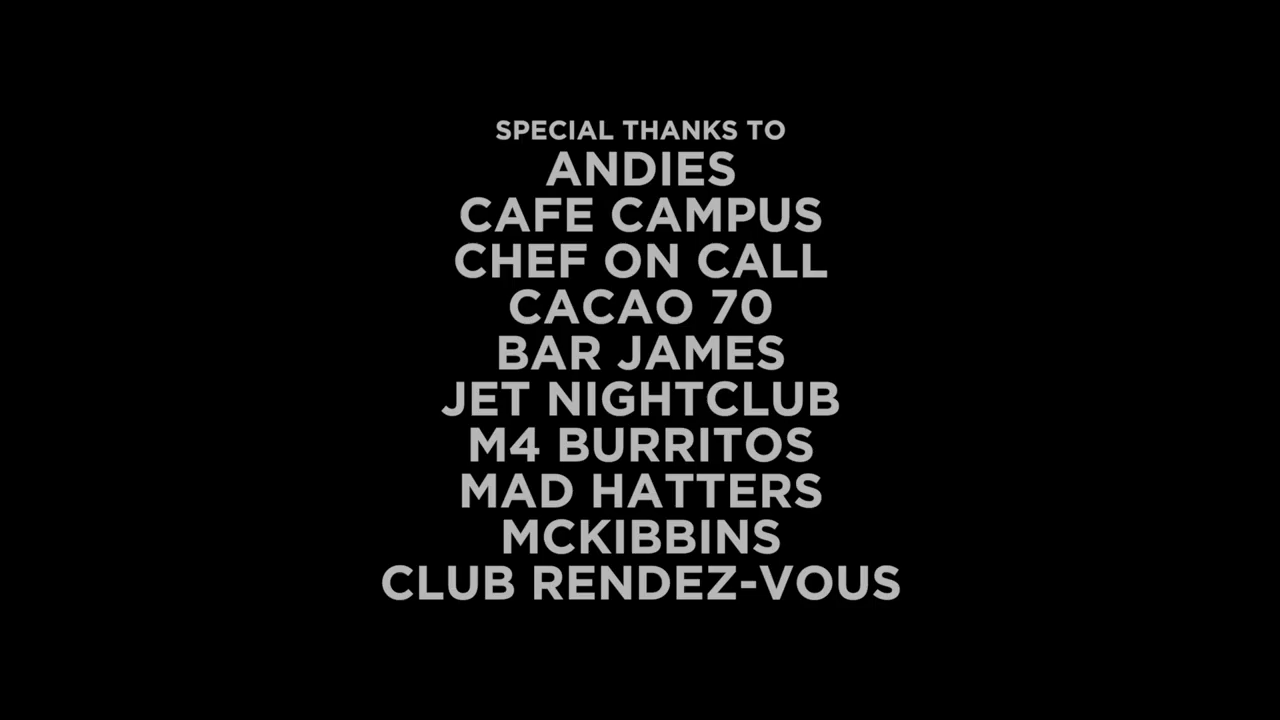 SPECIAL THANKS TO
ANDIES
CAFE CAMPUS
CHEF ON CALL
CACAO 70
BAR JAMES
JET NIGHTCLUB
M4 BURRITOS
MAD HATTERS
MCKIBBINS
CLUB RENDEZ-VOUS